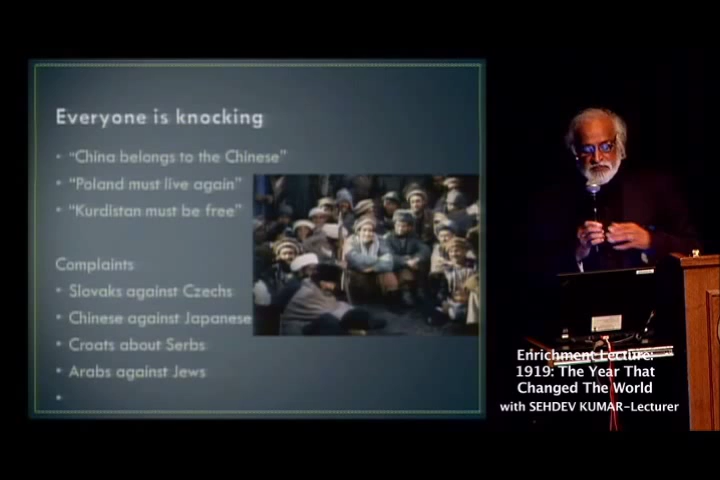 Everyone is knocking
• "China belongs to the Chinese"
• "Poland must live again"
• "Kurdistan must be free"
Complaints
• Slovaks against Czechs
• Chinese against Japanese
• Croats about Serbs
• Arabs against Jews
•
Enrichment Lecture:
1919: The Year That
Changed The World
with SEHDEV KUMAR-Lecturer